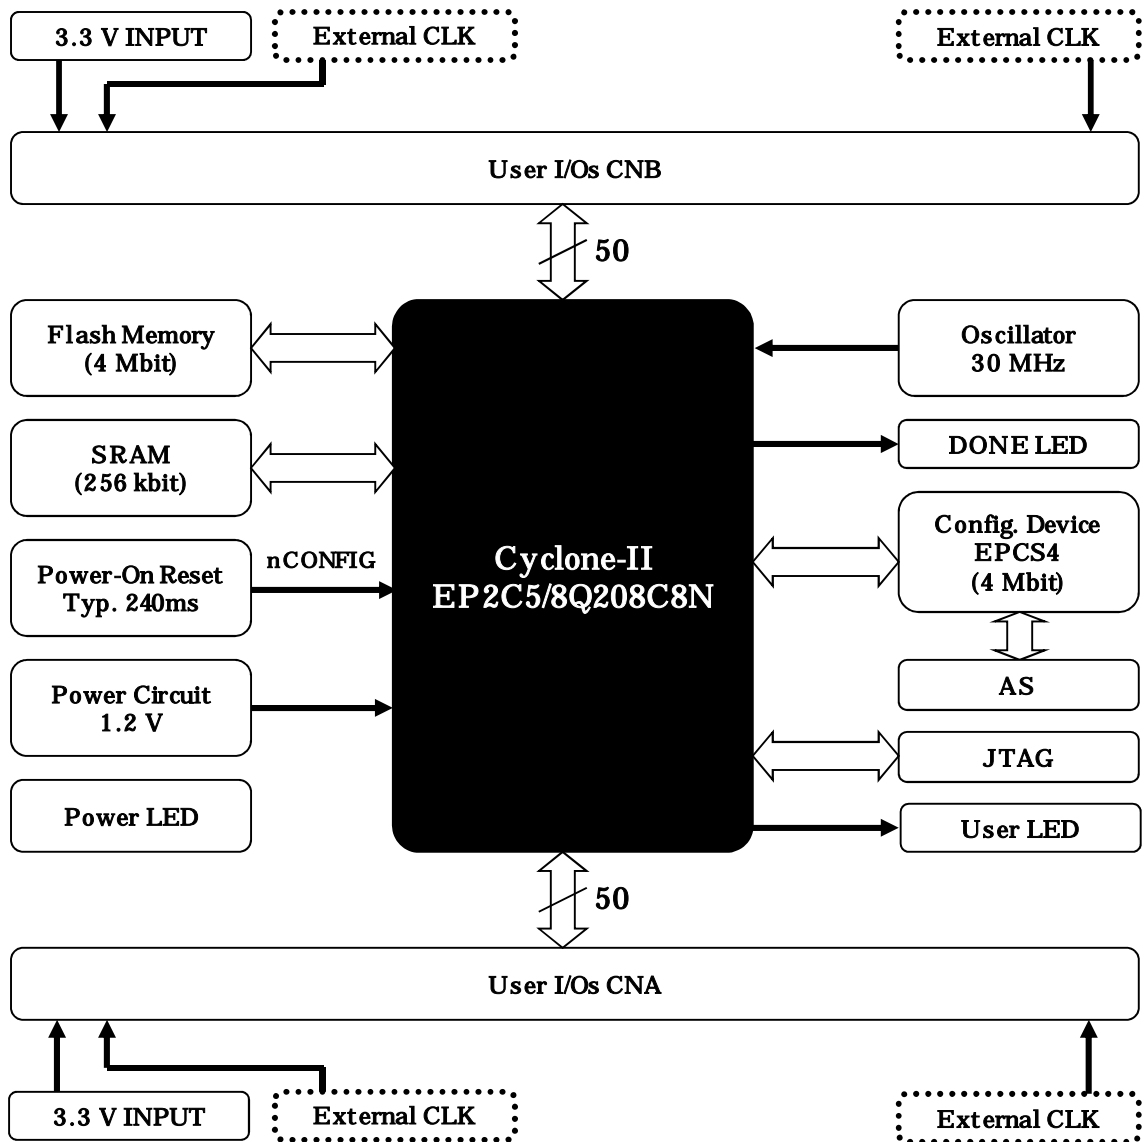 3.3 V INPUT
External CLK
External CLK
User I/Os CNB
50
Flash Memory
(4 Mbit)
SRAM
(256 kbit)
Power-On Reset
Typ. 240ms
nCONFIG
Power Circuit
1.2 V
Power LED
Cyclone-II
EP2C5/8Q208C8N
Oscillator
30 MHz
DONE LED
Config. Device
EPCS4
(4 Mbit)
AS
JTAG
User LED
50
User I/Os CNA
3.3 V INPUT
External CLK
External CLK